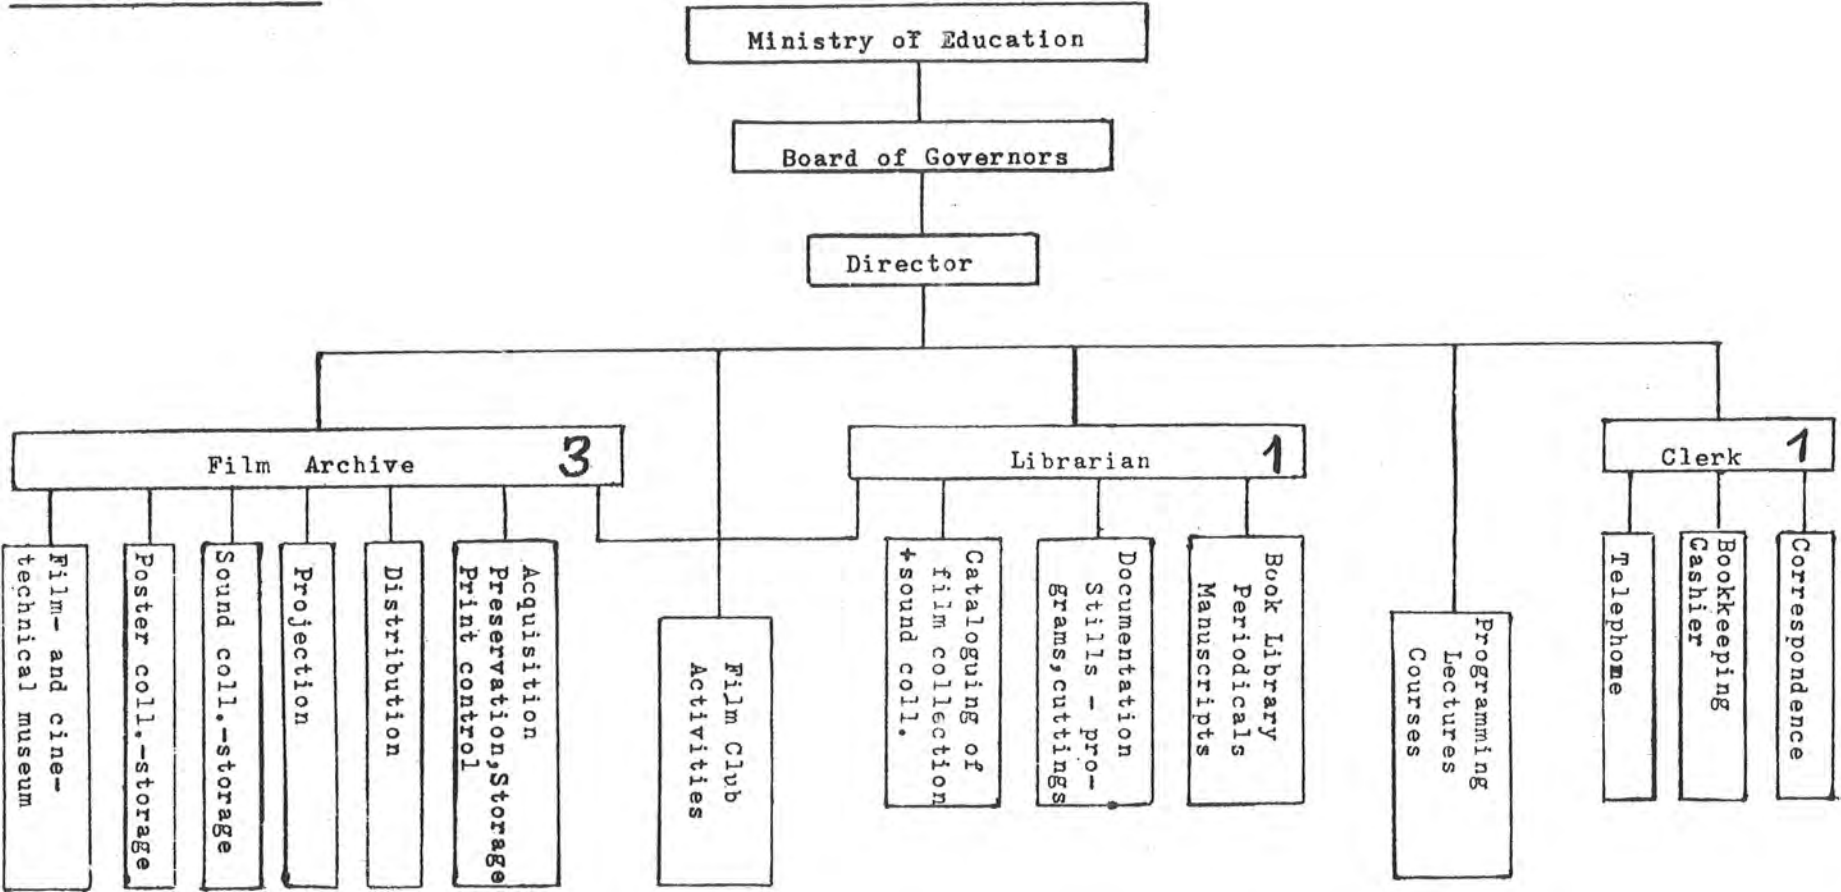 Ministry of Education
Board of Governors
Director
Film Archive 3
Librarian 1
Clerk 1
Film- and cine-
technical museum
Poster coll.-storage
Sound coll.-storage
Projection
Distribution
Acquisition
Preservation,Storage
Print control
Film Club
Activities
Cataloguing of
film collection
+sound coll.
Documentation
Stills - pro-
grams,cuttings
Book Library
Periodicals
Manuscripts
Programming
Lectures
Courses
Telephone
Bookkeeping
Cashier
Correspondence